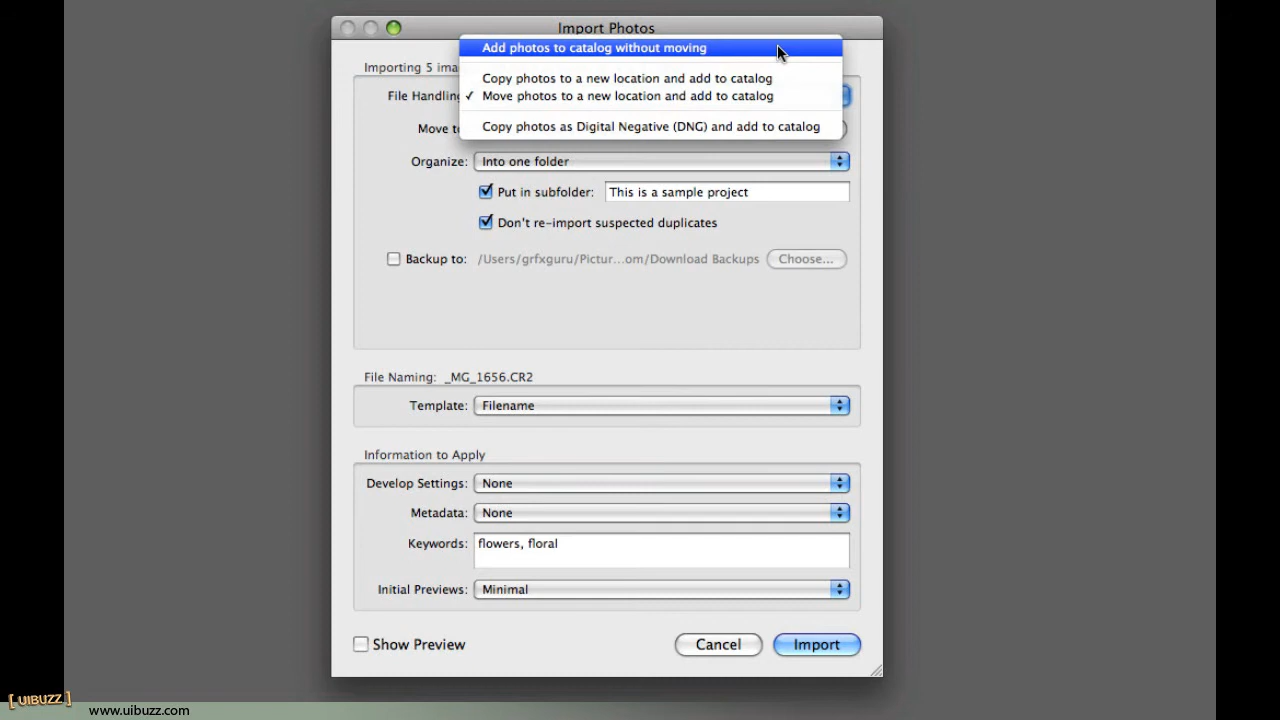 Import Photos
Add photos to catalog without moving
Importing 5 ima
Copy photos to a new location and add to catalog
File Handling
✓ Move photos to a new location and add to catalog
Move to
Copy photos as Digital Negative (DNG) and add to catalog
Organize: Into one folder
Put in subfolder: This is a sample project
Don't re-import suspected duplicates
Backup to: /Users/grfxguru/Pictur...om/Download Backups Choose...
File Naming: _MG_1656.CR2
Template: Filename
Information to Apply
Develop Settings: None
Metadata: None
Keywords: flowers, floral
Initial Previews: Minimal
Show Preview Cancel Import
[ UIBUZZ ]
www.uibuzz.com